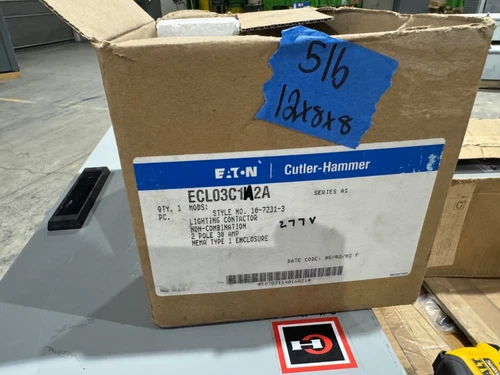 5lb
12x8x8
EATON | Cutler-Hammer
ECL03C1A2A SERIES A1
QTY. 1 MODS:
PC. STYLE NO. 10-7231-3
LIGHTING CONTACTOR 277V
NON-COMBINATION
2 POLE 30 AMP
NEMA TYPE 1 ENCLOSURE